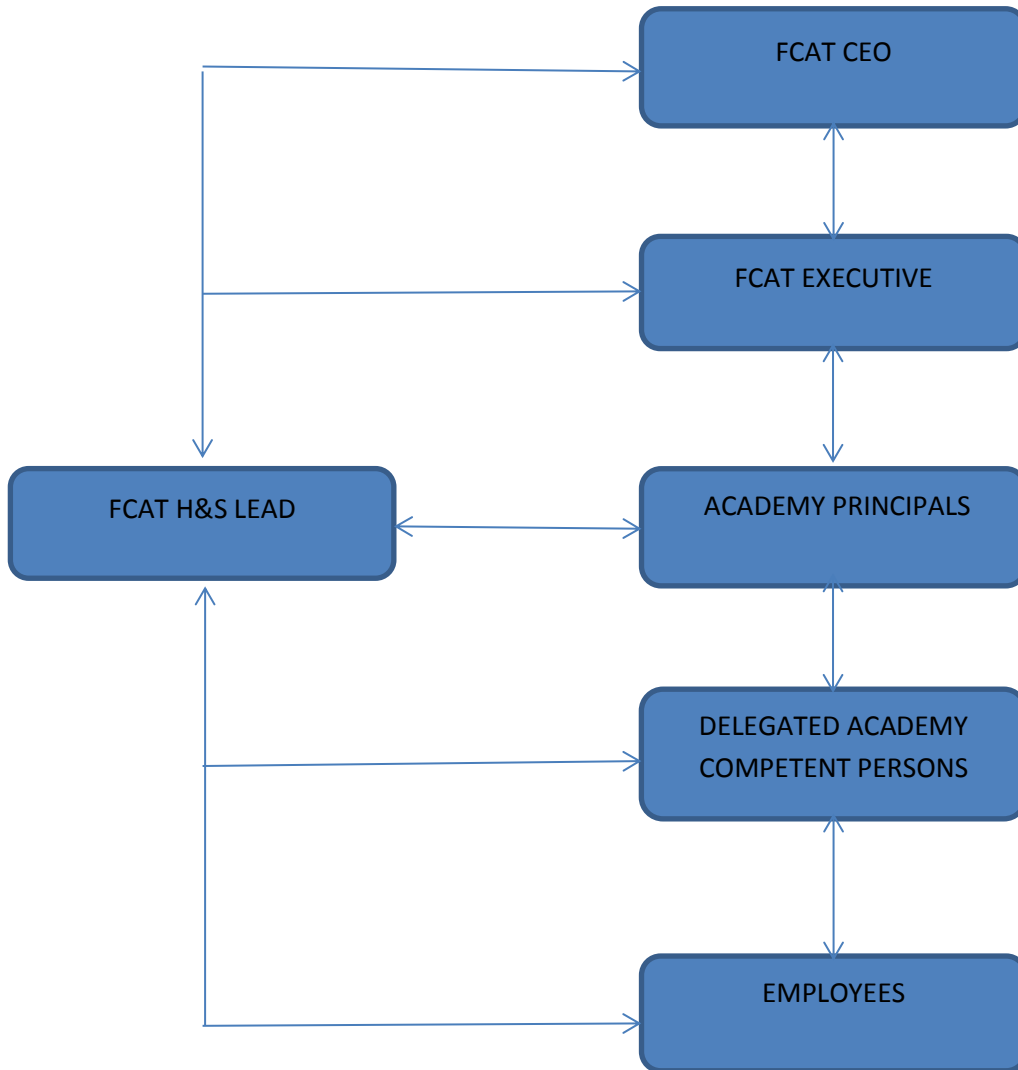 FCAT CEO
FCAT EXECUTIVE
FCAT H&S LEAD
ACADEMY PRINCIPALS
DELEGATED ACADEMY
COMPETENT PERSONS
EMPLOYEES